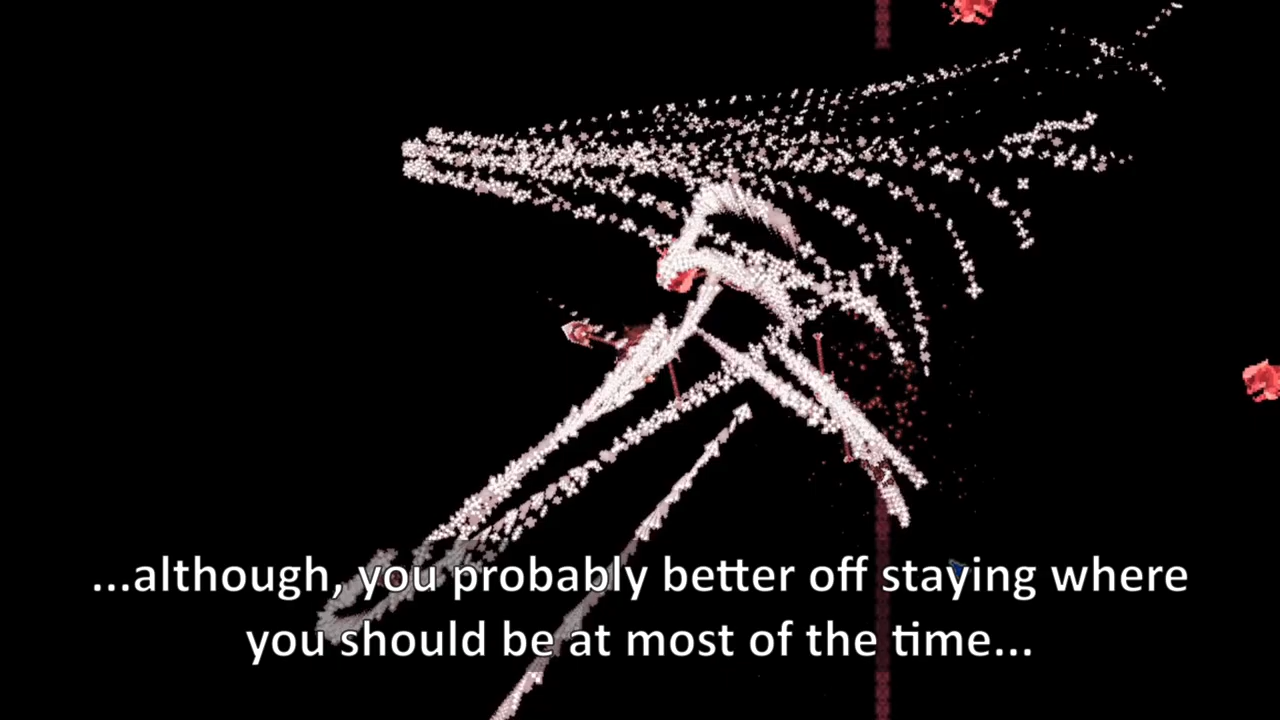 ...although, you probably better off staying where
you should be at most of the time...